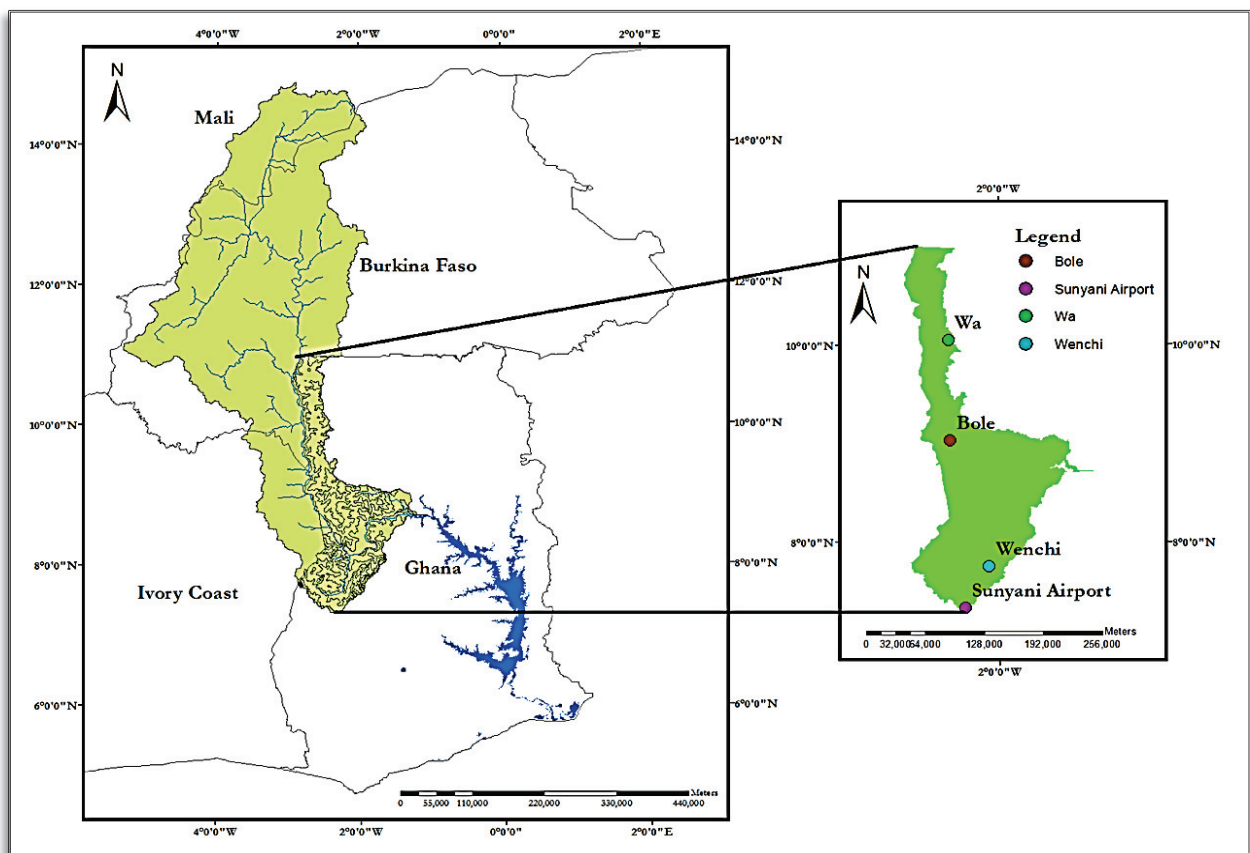 4°0'0"W 2°0'0"W 0°0'0" 2°0'0"E
N
Mali
14°0'0"N 14°0'0"N
2°0'0"W
Legend
Burkina Faso
Bole
12°0'0"N 12°0'0"N
N
Sunyani Airport
Wa
Wa
Wenchi
10°0'0"N 10°0'0"N
10°0'0"N 10°0'0"N
Bole
8°0'0"N 8°0'0"N
Wenchi
8°0'0"N 8°0'0"N
Ghana
Ivory Coast
Sunyani Airport
Meters
0 32,00064,000 128,000 192,000 256,000
2°0'0"W
6°0'0"N 6°0'0"N
Meters
0 55,000 110,000 220,000 330,000 440,000
4°0'0"W 2°0'0"W 0°0'0" 2°0'0"E